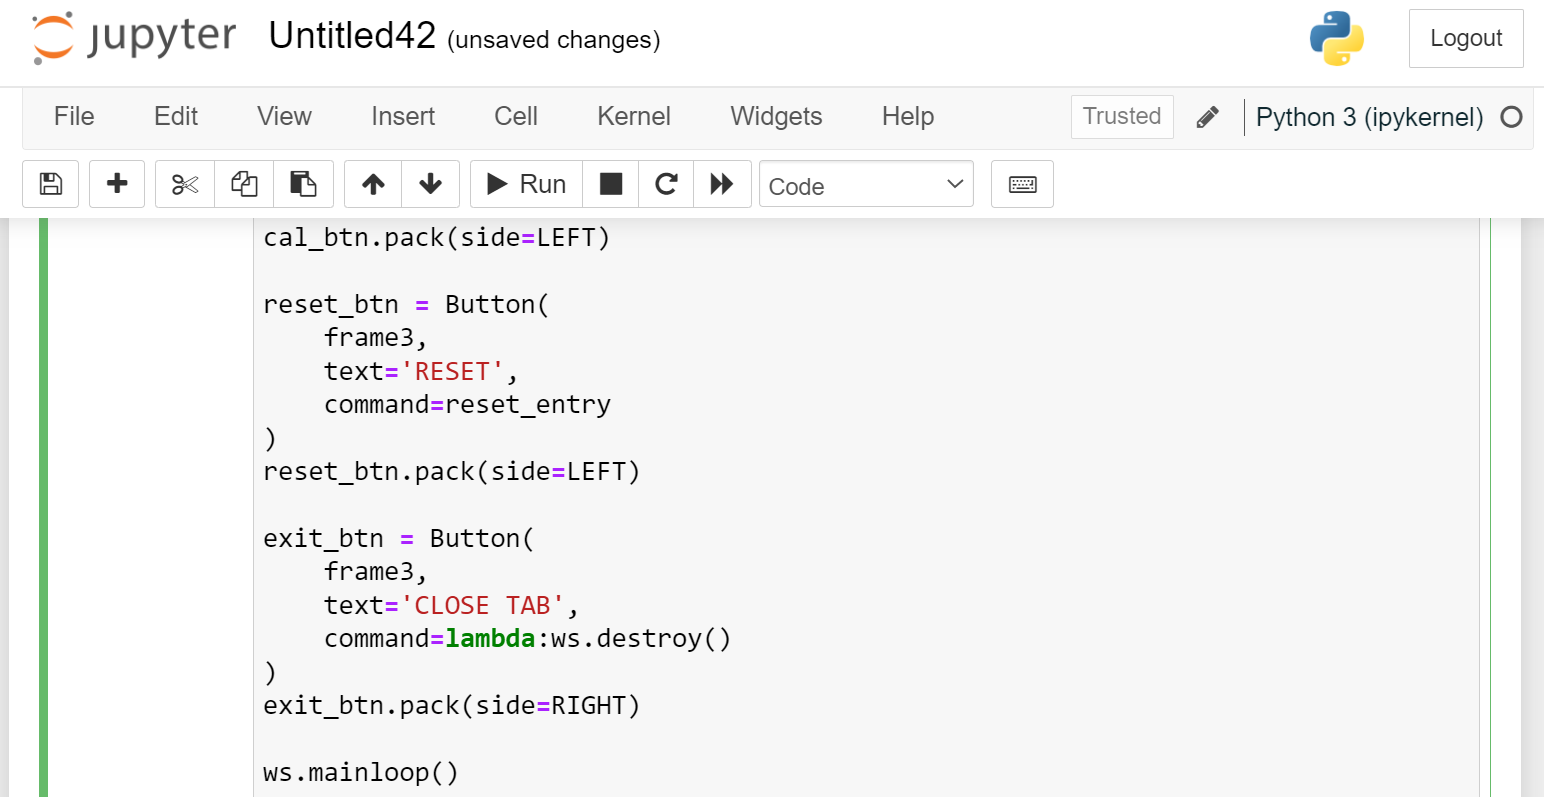 jupyter Untitled42 (unsaved changes) Logout
File Edit View Insert Cell Kernel Widgets Help Trusted Python 3 (ipykernel)
Run Code
cal_btn.pack(side=LEFT)
reset_btn = Button(
    frame3,
    text='RESET',
    command=reset_entry
)
reset_btn.pack(side=LEFT)
exit_btn = Button(
    frame3,
    text='CLOSE TAB',
    command=lambda:ws.destroy()
)
exit_btn.pack(side=RIGHT)
ws.mainloop()